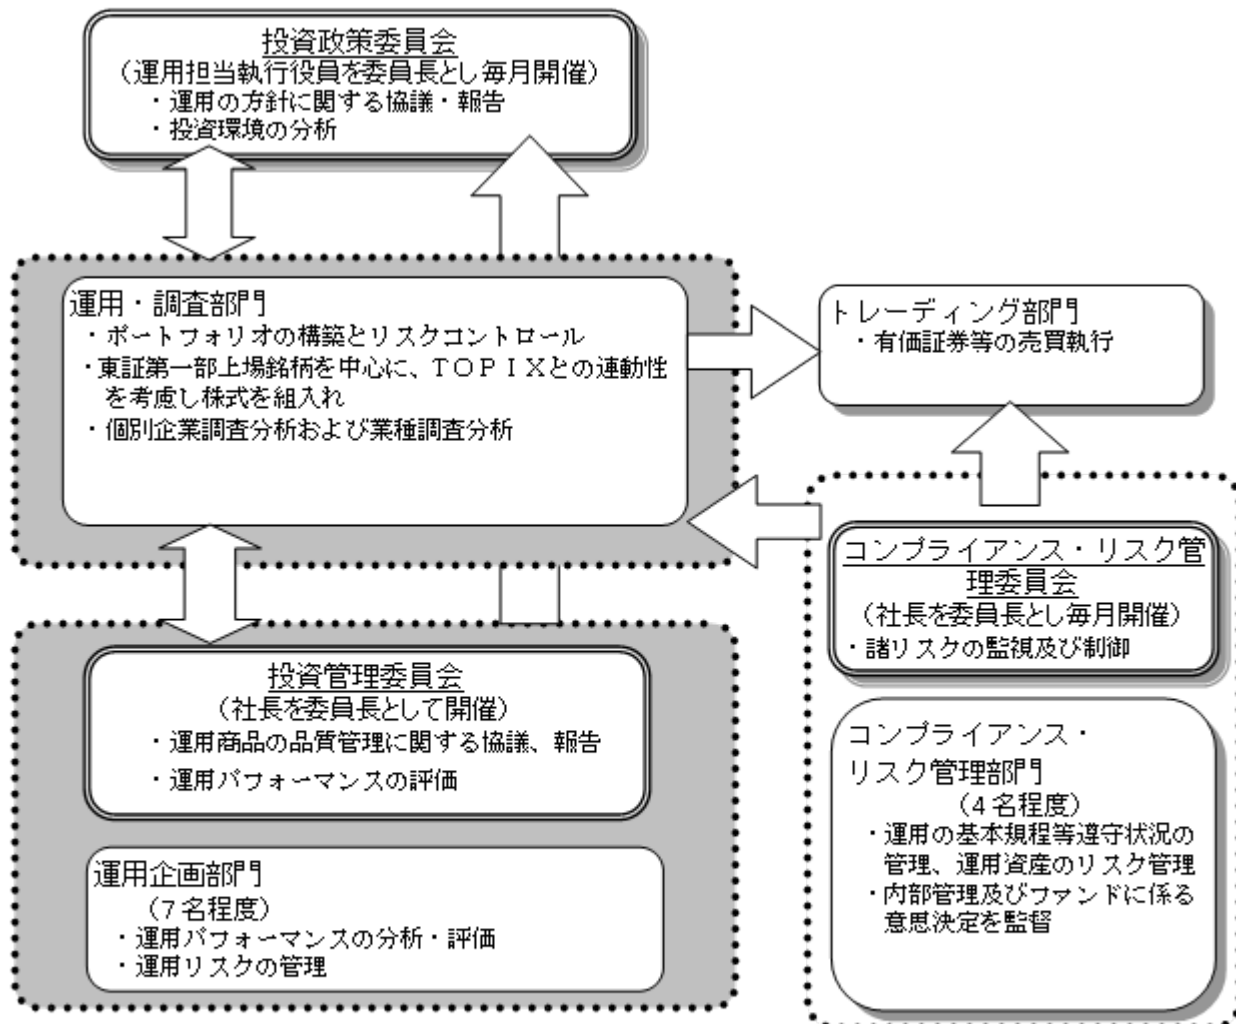 投資政策委員会
（運用担当執行役員を委員長とし毎月開催）
・運用の方針に関する協議・報告
・投資環境の分析
運用・調査部門
・ポートフォリオの構築とリスクコントロール
・東証第一部上場銘柄を中心に、ＴＯＰＩＸとの連動性
を考慮し株式を組入れ
・個別企業調査分析および業種調査分析
トレーディング部門
・有価証券等の売買執行
コンプライアンス・リスク管
理委員会
（社長を委員長とし毎月開催）
・諸リスクの監視及び制御
投資管理委員会
（社長を委員長として開催）
・運用商品の品質管理に関する協議、報告
・運用パフォーマンスの評価
コンプライアンス・
リスク管理部門
（4名程度）
・運用の基本規程等遵守状況の
管理、運用資産のリスク管理
・内部管理及びファンドに係る
意思決定を監督
運用企画部門
（7名程度）
・運用パフォーマンスの分析・評価
・運用リスクの管理